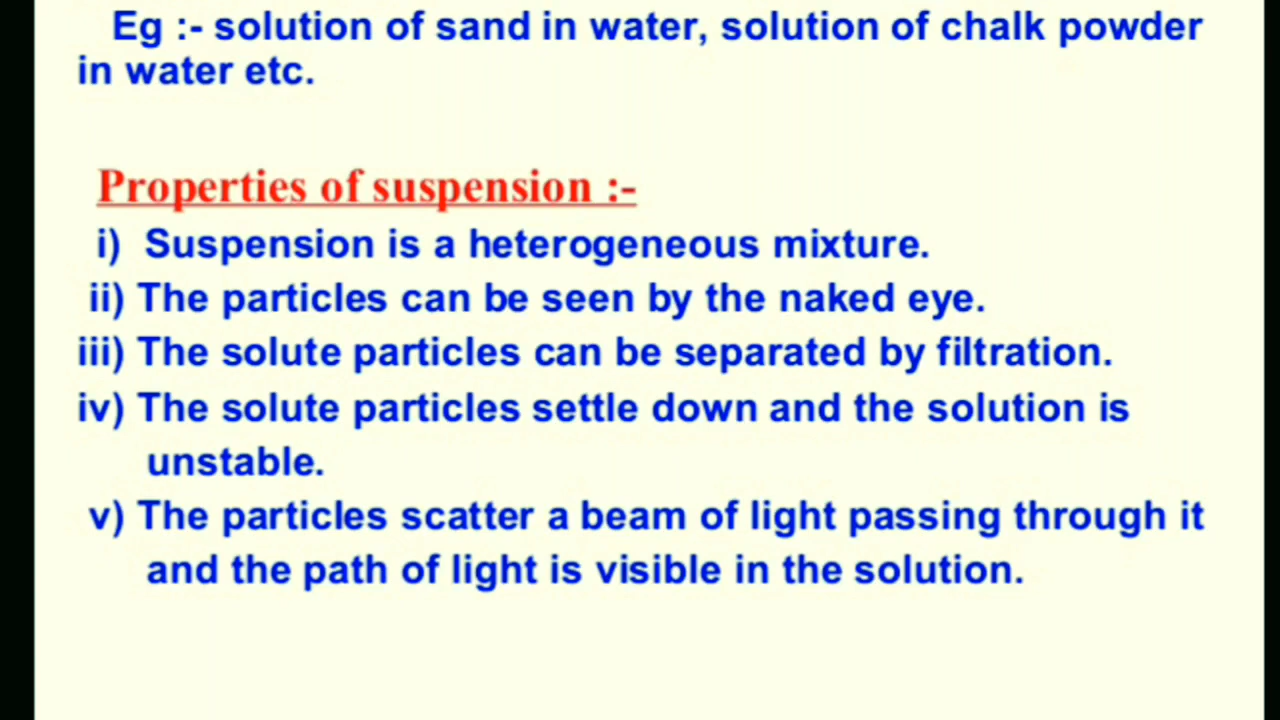 Eg :- solution of sand in water, solution of chalk powder
in water etc.
Properties of suspension :-
i) Suspension is a heterogeneous mixture.
ii) The particles can be seen by the naked eye.
iii) The solute particles can be separated by filtration.
iv) The solute particles settle down and the solution is
unstable.
v) The particles scatter a beam of light passing through it
and the path of light is visible in the solution.